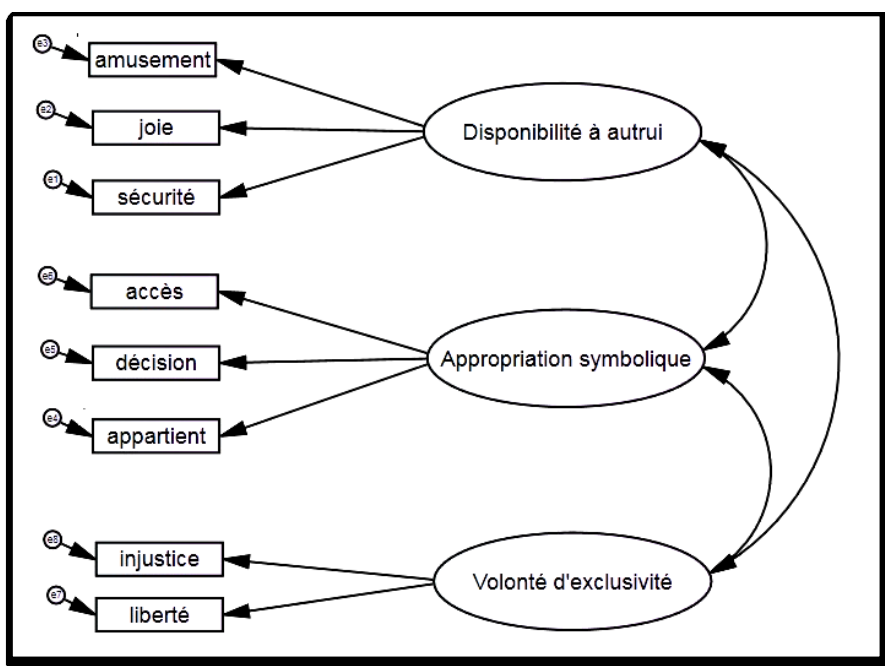 e3
amusement
e2
joie
e1
sécurité
Disponibilité à autrui
e6
accès
e5
décision
e4
appartient
Appropriation symbolique
e8
injustice
e7
liberté
Volonté d'exclusivité